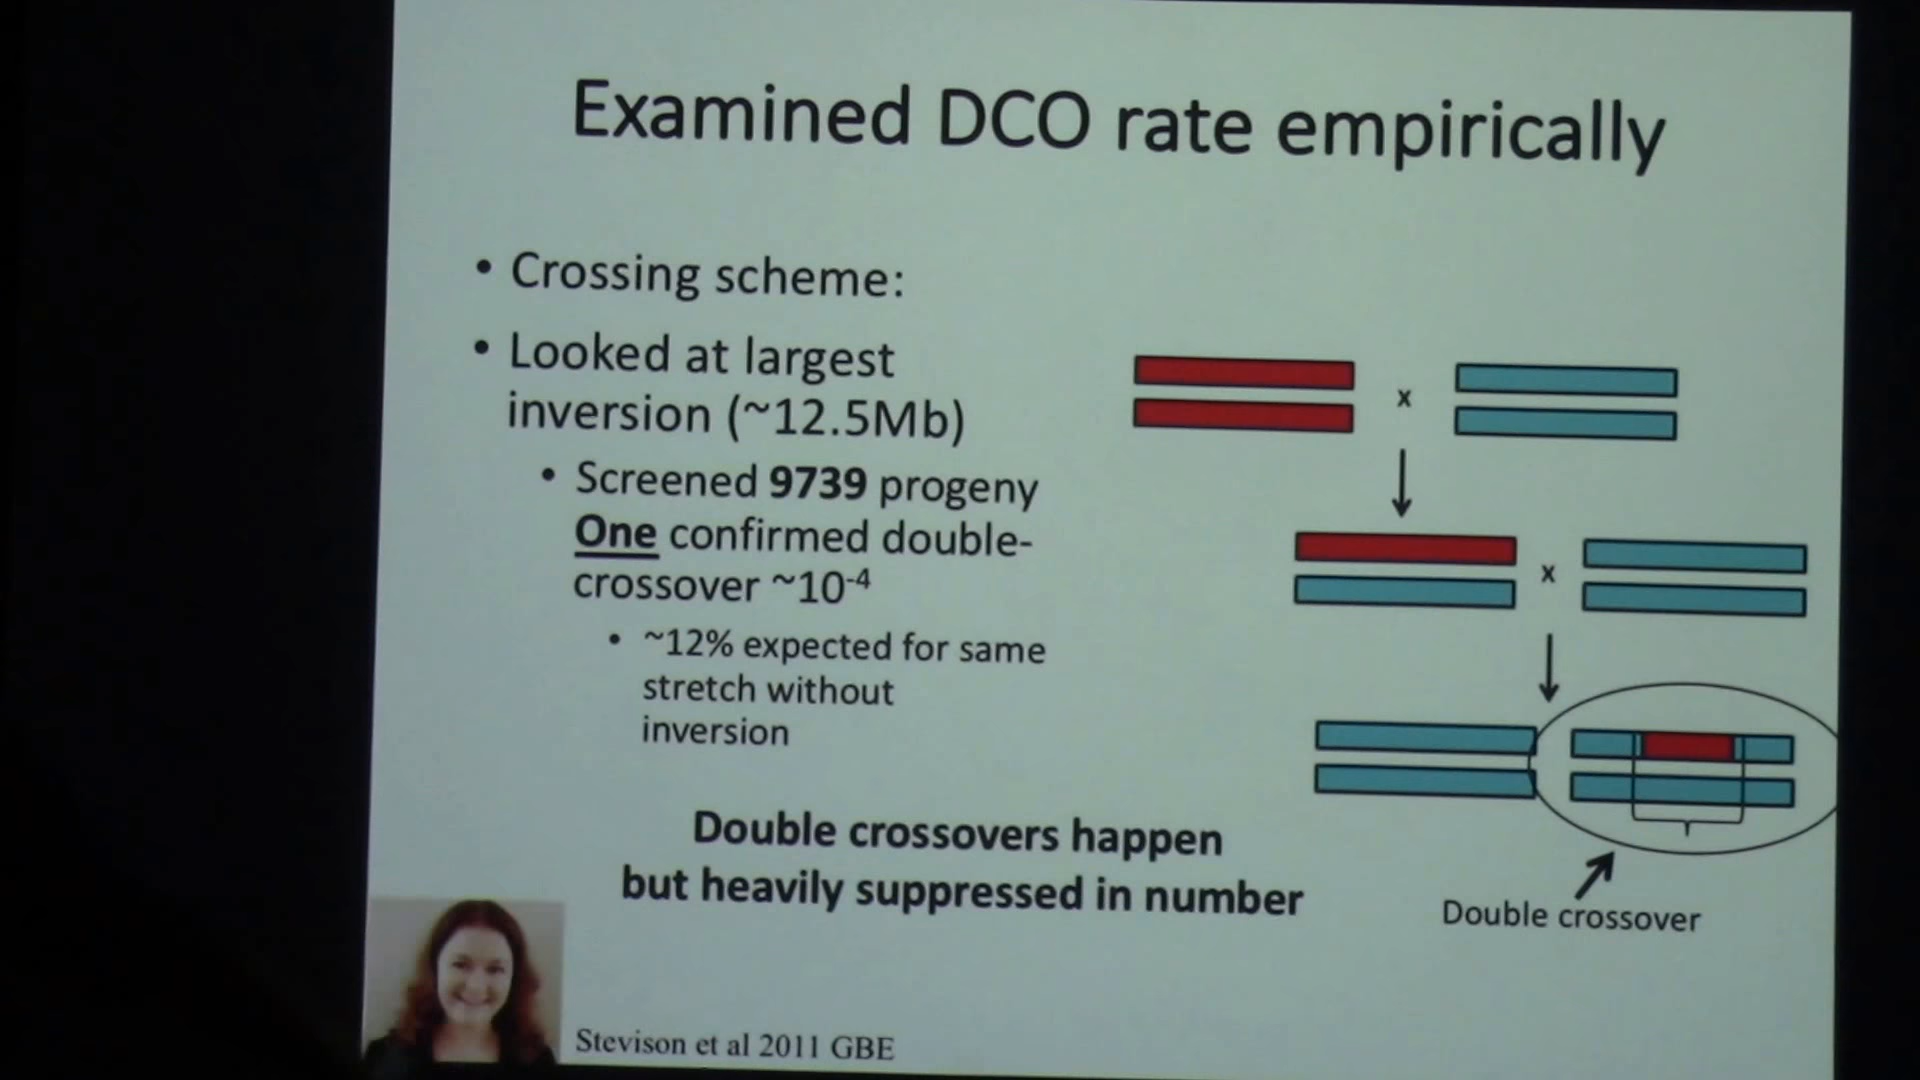 Examined DCO rate empirically
• Crossing scheme:
• Looked at largest
inversion (~12.5Mb)
• Screened 9739 progeny
One confirmed double-
crossover ~10-4
• ~12% expected for same
stretch without
inversion
x
x
Double crossovers happen
but heavily suppressed in number
Double crossover
Stevison et al 2011 GBE